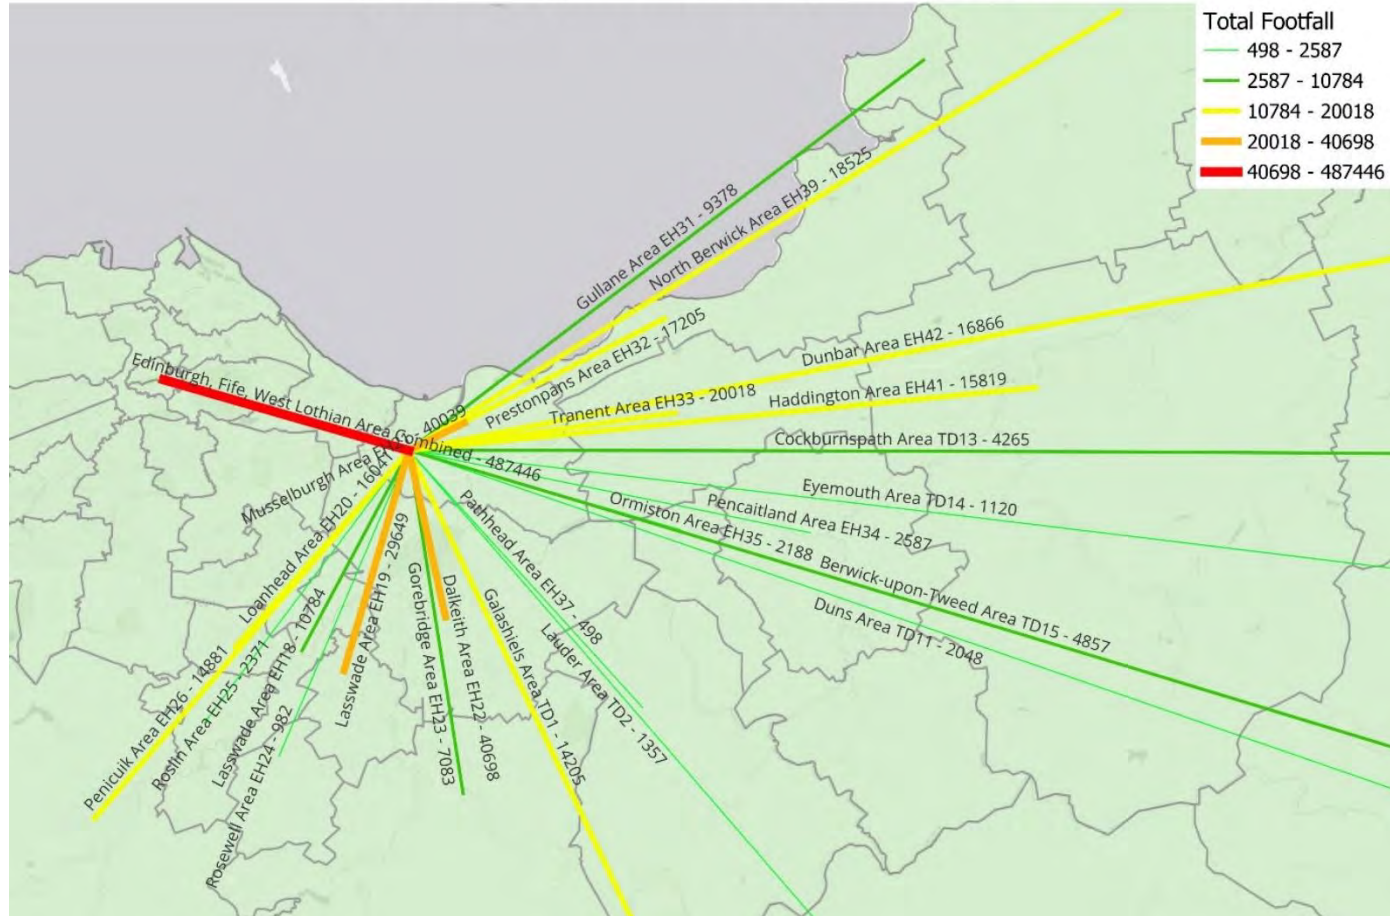 Total Footfall
498 - 2587
2587 - 10784
10784 - 20018
20018 - 40698
40698 - 487446
Gullane Area EH31 - 9378
North Berwick Area EH39 - 18525
Prestonpans Area EH32 - 17205
Dunbar Area EH42 - 16866
Haddington Area EH41 - 15819
Tranent Area EH33 - 20018
Edinburgh, Fife, West Lothian Area Combined - 487446
Cockburnspath Area TD13 - 4265
Musselburgh Area - 40039
Eyemouth Area TD14 - 1120
Pencaitland Area EH34 - 2587
Ormiston Area EH35 - 2188
Berwick-upon-Tweed Area TD15 - 4857
Duns Area TD11 - 2048
Pathhead Area EH37 - 498
Lauder Area TD2 - 1357
Galashiels Area TD1 - 14205
Dalkeith Area EH22 - 40698
Gorebridge Area EH23 - 7083
Lasswade Area EH19 - 29649
Loanhead Area EH20 - 16041
Lasswade Area EH18 - 10784
Rosewell Area EH24 - 982
Roslin Area EH25 - 2371
Penicuik Area EH26 - 14881